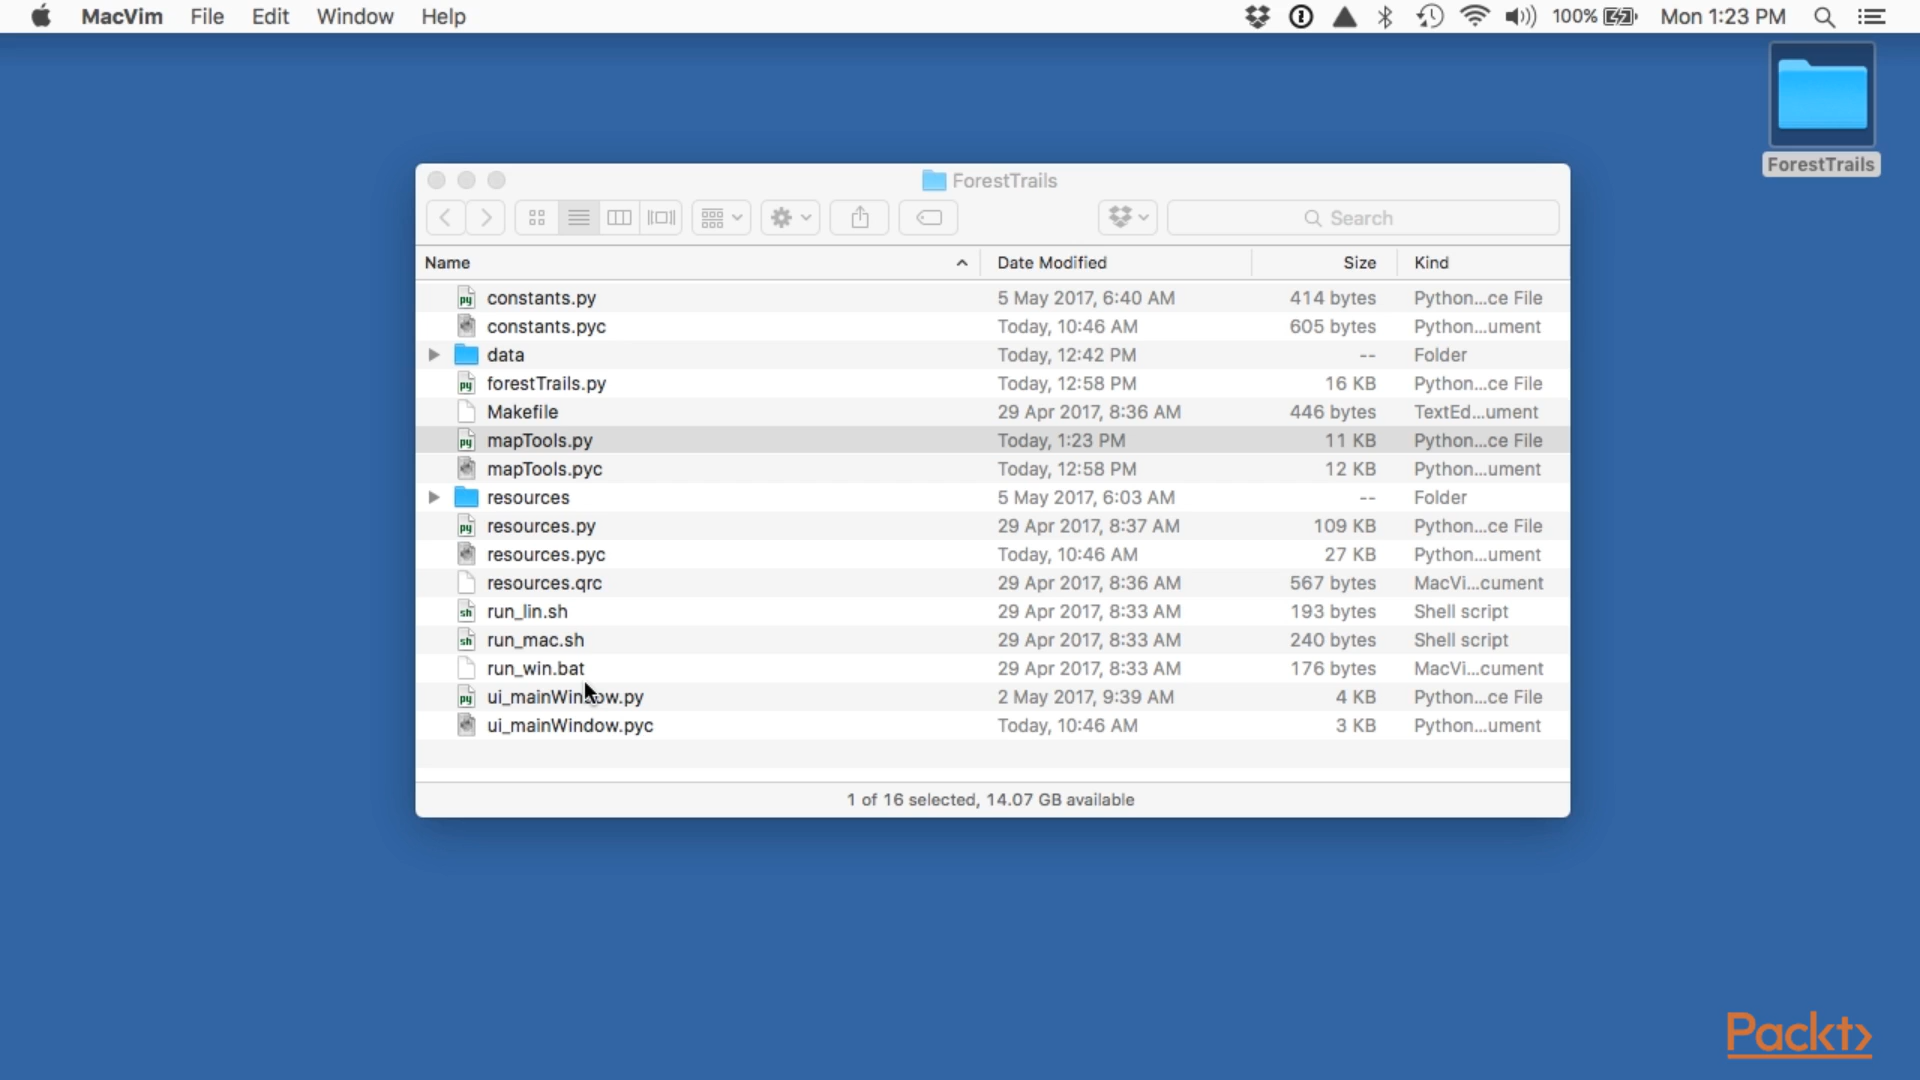 MacVim File Edit Window Help 100% Mon 1:23 PM
ForestTrails
ForestTrails
Search
Name Date Modified Size Kind
constants.py 5 May 2017, 6:40 AM 414 bytes Python...ce File
constants.pyc Today, 10:46 AM 605 bytes Python...ument
data Today, 12:42 PM -- Folder
forestTrails.py Today, 12:58 PM 16 KB Python...ce File
Makefile 29 Apr 2017, 8:36 AM 446 bytes TextEd...ument
mapTools.py Today, 1:23 PM 11 KB Python...ce File
mapTools.pyc Today, 12:58 PM 12 KB Python...ument
resources 5 May 2017, 6:03 AM -- Folder
resources.py 29 Apr 2017, 8:37 AM 109 KB Python...ce File
resources.pyc Today, 10:46 AM 27 KB Python...ument
resources.qrc 29 Apr 2017, 8:36 AM 567 bytes MacVi...cument
run_lin.sh 29 Apr 2017, 8:33 AM 193 bytes Shell script
run_mac.sh 29 Apr 2017, 8:33 AM 240 bytes Shell script
run_win.bat 29 Apr 2017, 8:33 AM 176 bytes MacVi...cument
ui_mainWindow.py 2 May 2017, 9:39 AM 4 KB Python...ce File
ui_mainWindow.pyc Today, 10:46 AM 3 KB Python...ument
1 of 16 selected, 14.07 GB available
Packt>